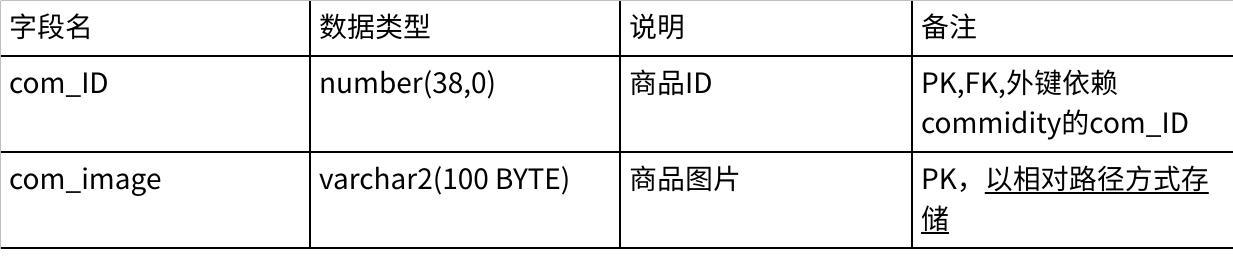 字段名 数据类型 说明 备注
com_ID number(38,0) 商品ID PK,FK,外键依赖
commidity的com_ID
com_image varchar2(100 BYTE) 商品图片 PK，以相对路径方式存
储